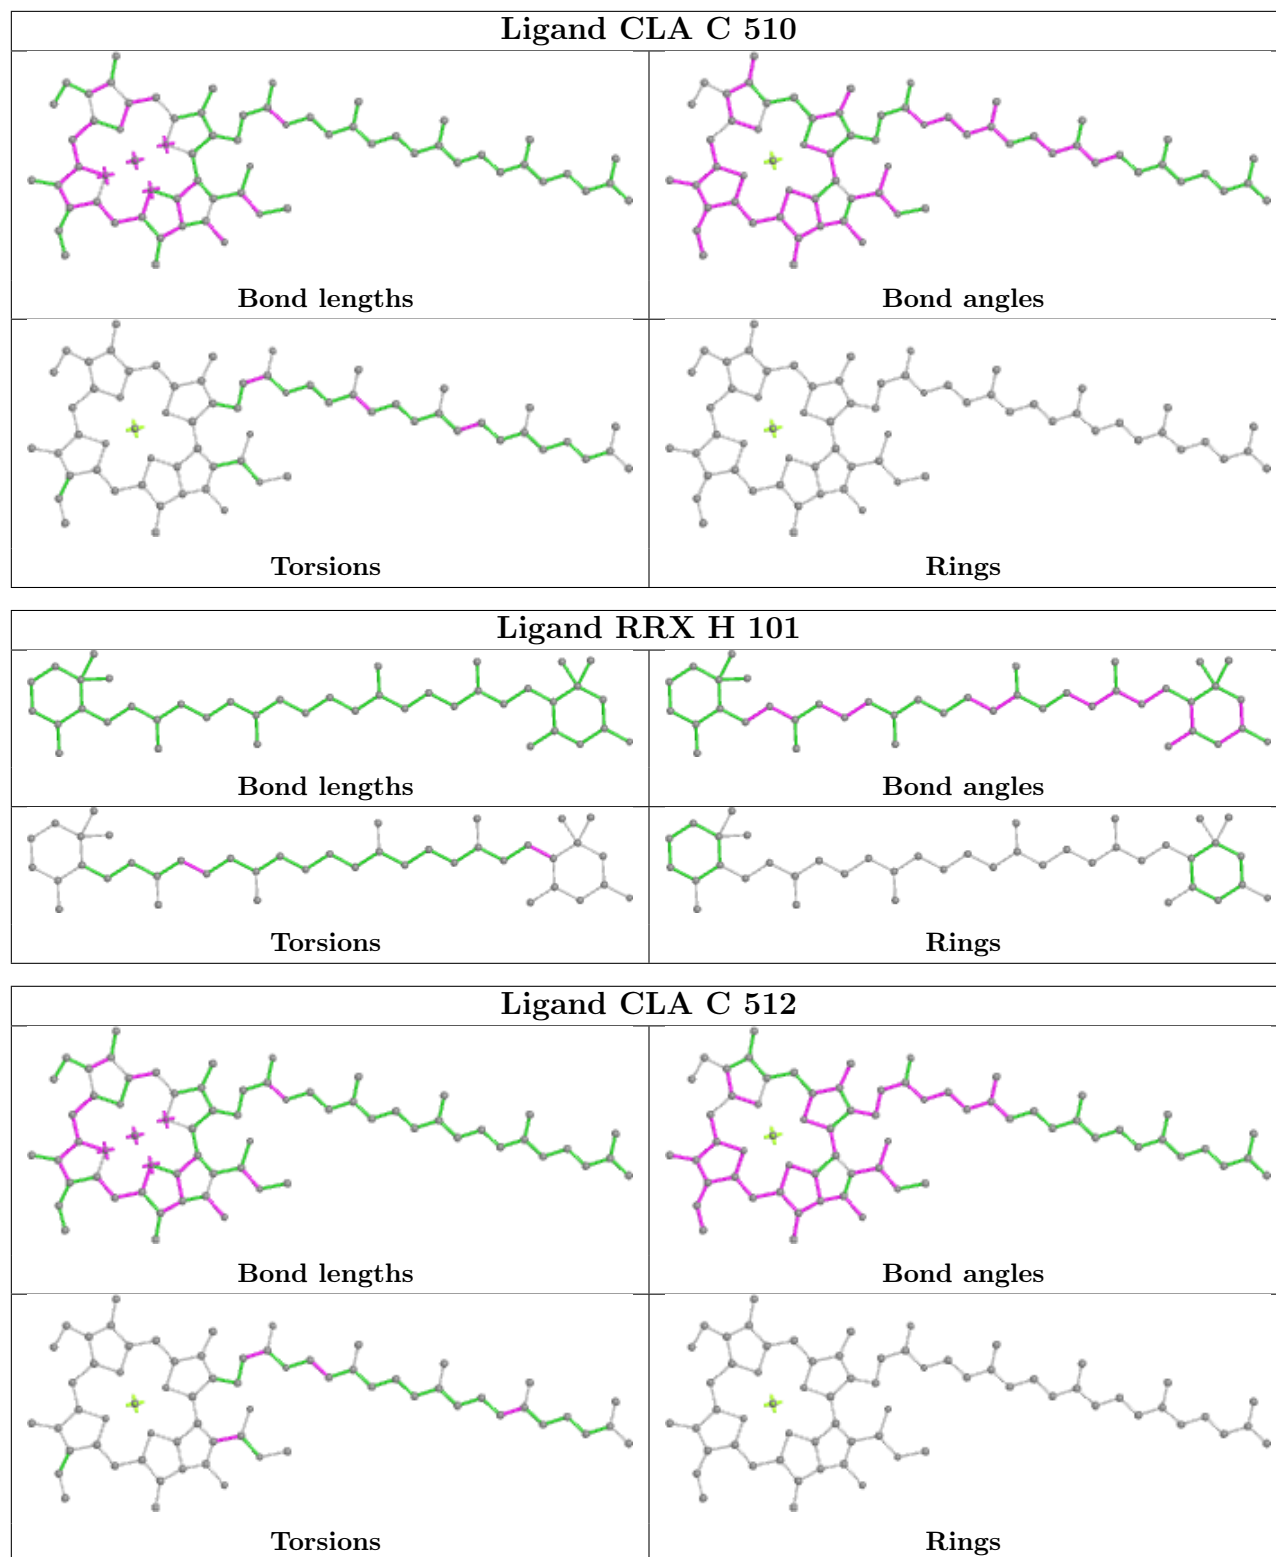 Ligand CLA C 510
Bond lengths
Bond angles
Torsions
Rings
Ligand RRX H 101
Bond lengths
Bond angles
Torsions
Rings
Ligand CLA C 512
Bond lengths
Bond angles
Torsions
Rings